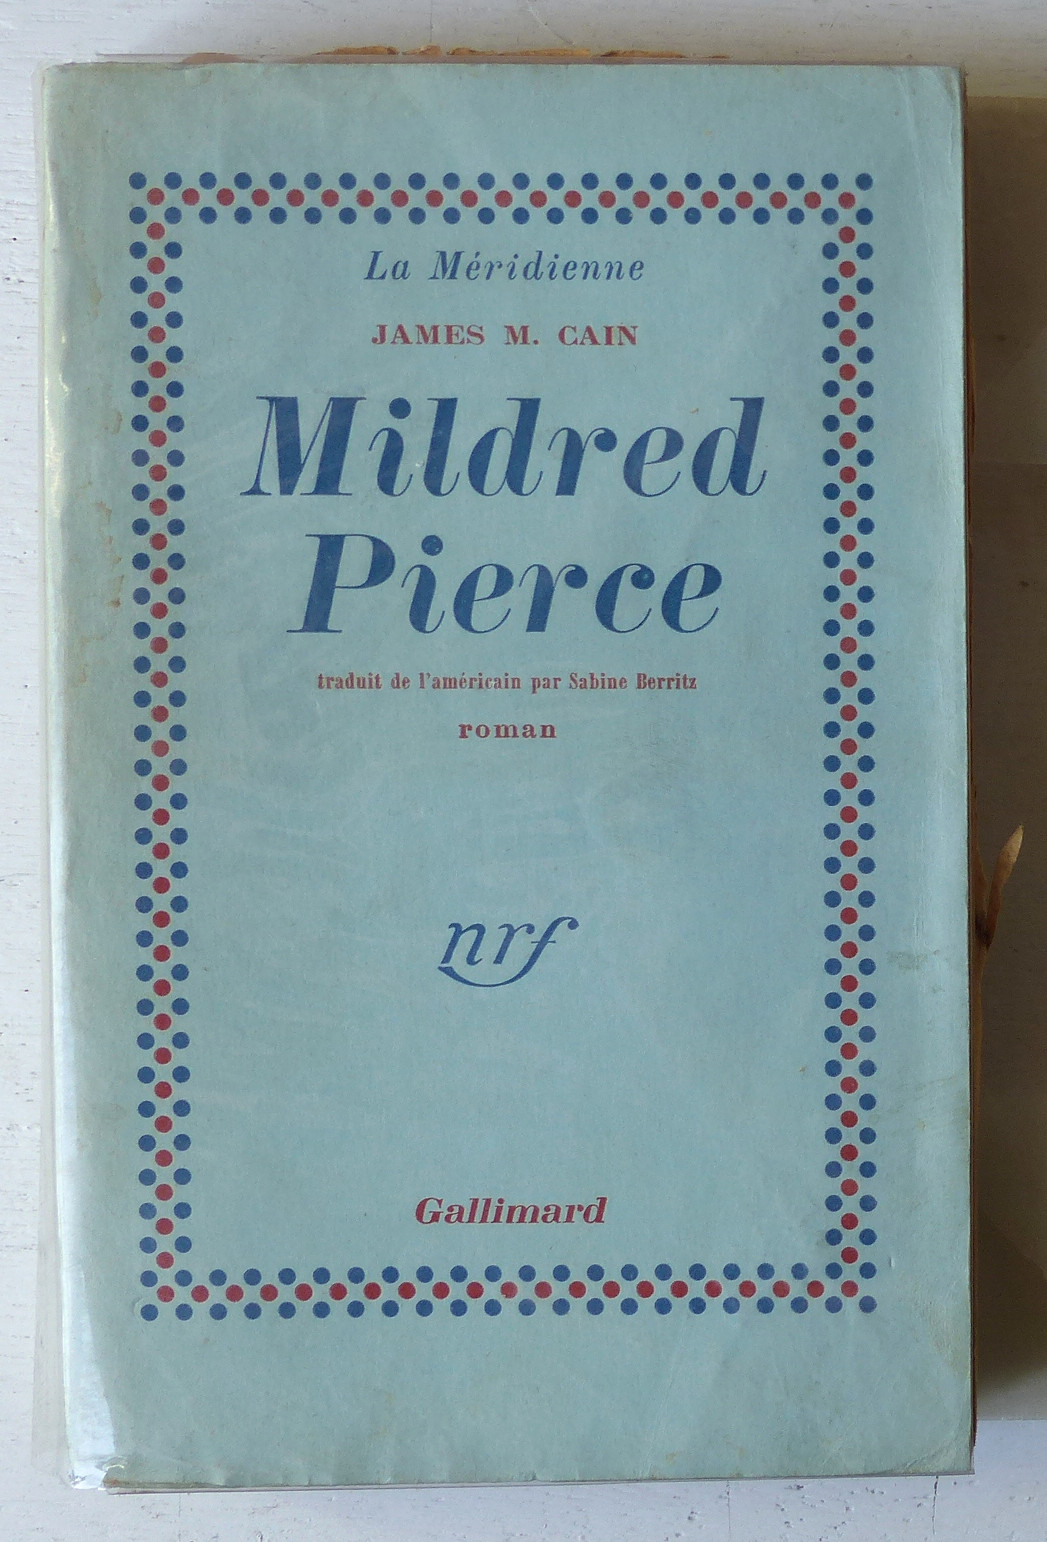 La Méridienne
JAMES M. CAIN
Mildred
Pierce
traduit de l'américain par Sabine Berritz
roman
nrf
Gallimard